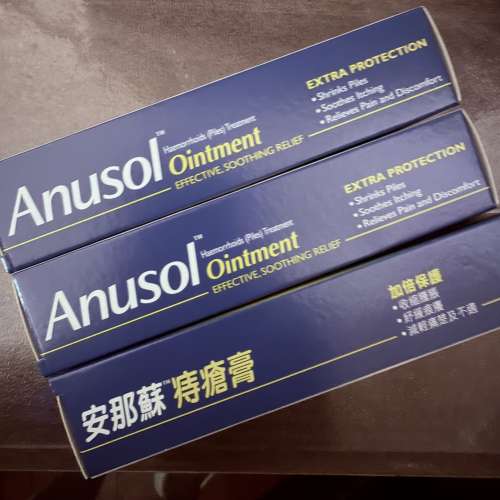 Anusol™
Haemorrhoids (Piles) Treatment
Ointment
EFFECTIVE, SOOTHING RELIEF
EXTRA PROTECTION
• Shrinks Piles
• Soothes Itching
• Relieves Pain and Discomfort
Anusol™
Haemorrhoids (Piles) Treatment
Ointment
EFFECTIVE, SOOTHING RELIEF
EXTRA PROTECTION
• Shrinks Piles
• Soothes Itching
• Relieves Pain and Discomfort
安那蘇™痔瘡膏
加倍保護
• 收縮腫脹
• 紓緩痕癢
• 減輕痛楚及不適